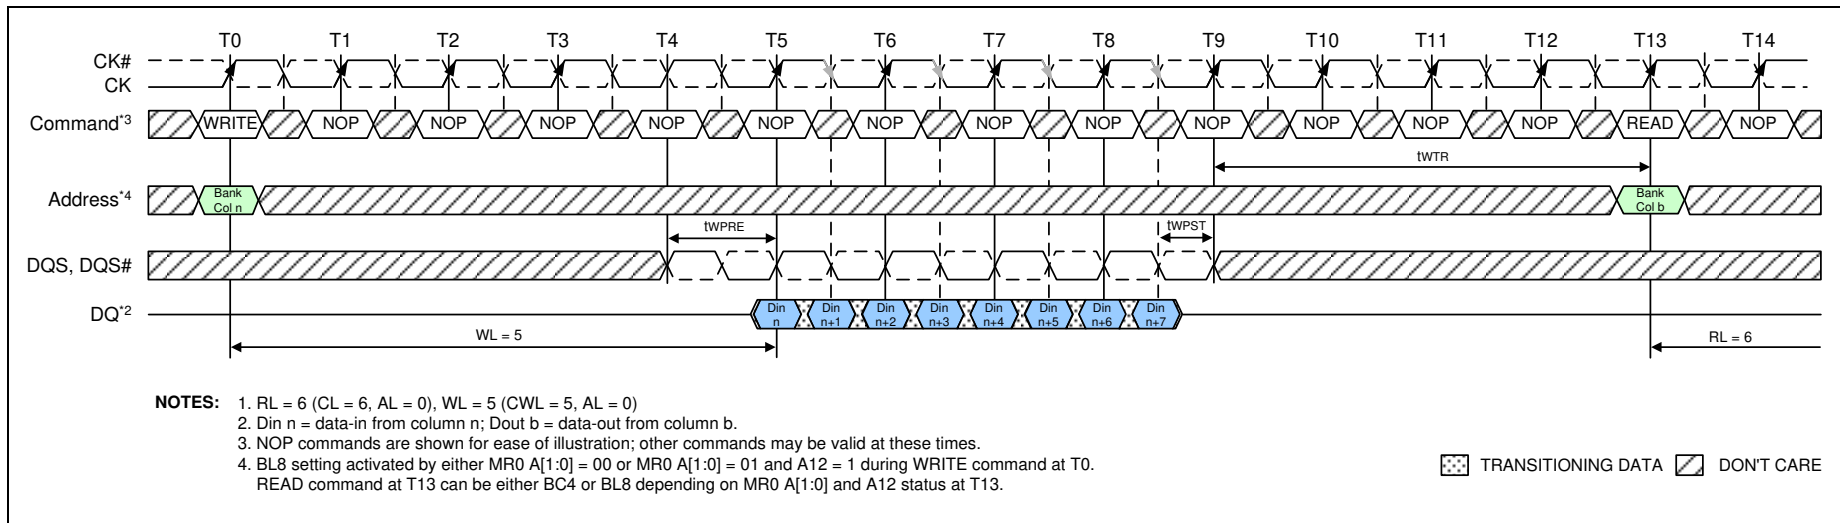 T0 T1 T2 T3 T4 T5 T6 T7 T8 T9 T10 T11 T12 T13 T14
CK#
CK
Command*3 WRITE NOP NOP NOP NOP NOP NOP NOP NOP NOP NOP NOP NOP READ NOP
tWTR
Address*4 Bank Col n Bank Col b
tWPRE tWPST
DQS, DQS#
DQ*2 Din n Din n+1 Din n+2 Din n+3 Din n+4 Din n+5 Din n+6 Din n+7
WL = 5 RL = 6
NOTES: 1. RL = 6 (CL = 6, AL = 0), WL = 5 (CWL = 5, AL = 0)
2. Din n = data-in from column n; Dout b = data-out from column b.
3. NOP commands are shown for ease of illustration; other commands may be valid at these times.
4. BL8 setting activated by either MR0 A[1:0] = 00 or MR0 A[1:0] = 01 and A12 = 1 during WRITE command at T0.
READ command at T13 can be either BC4 or BL8 depending on MR0 A[1:0] and A12 status at T13.
TRANSITIONING DATA DON'T CARE